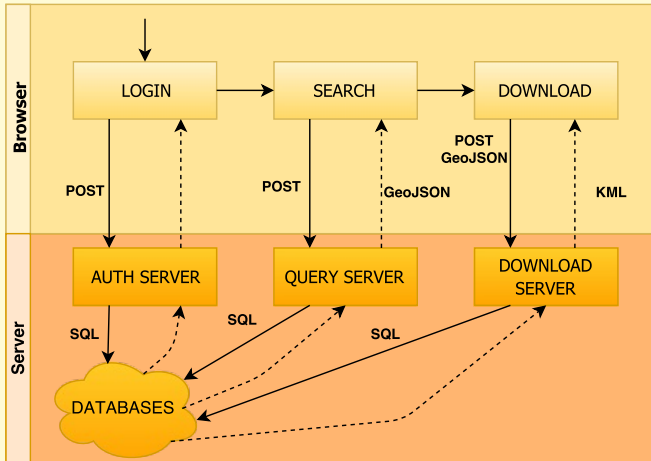 Browser
LOGIN
SEARCH
DOWNLOAD
POST
POST
GeoJSON
POST
GeoJSON
KML
Server
AUTH SERVER
QUERY SERVER
DOWNLOAD
SERVER
SQL
SQL
SQL
DATABASES